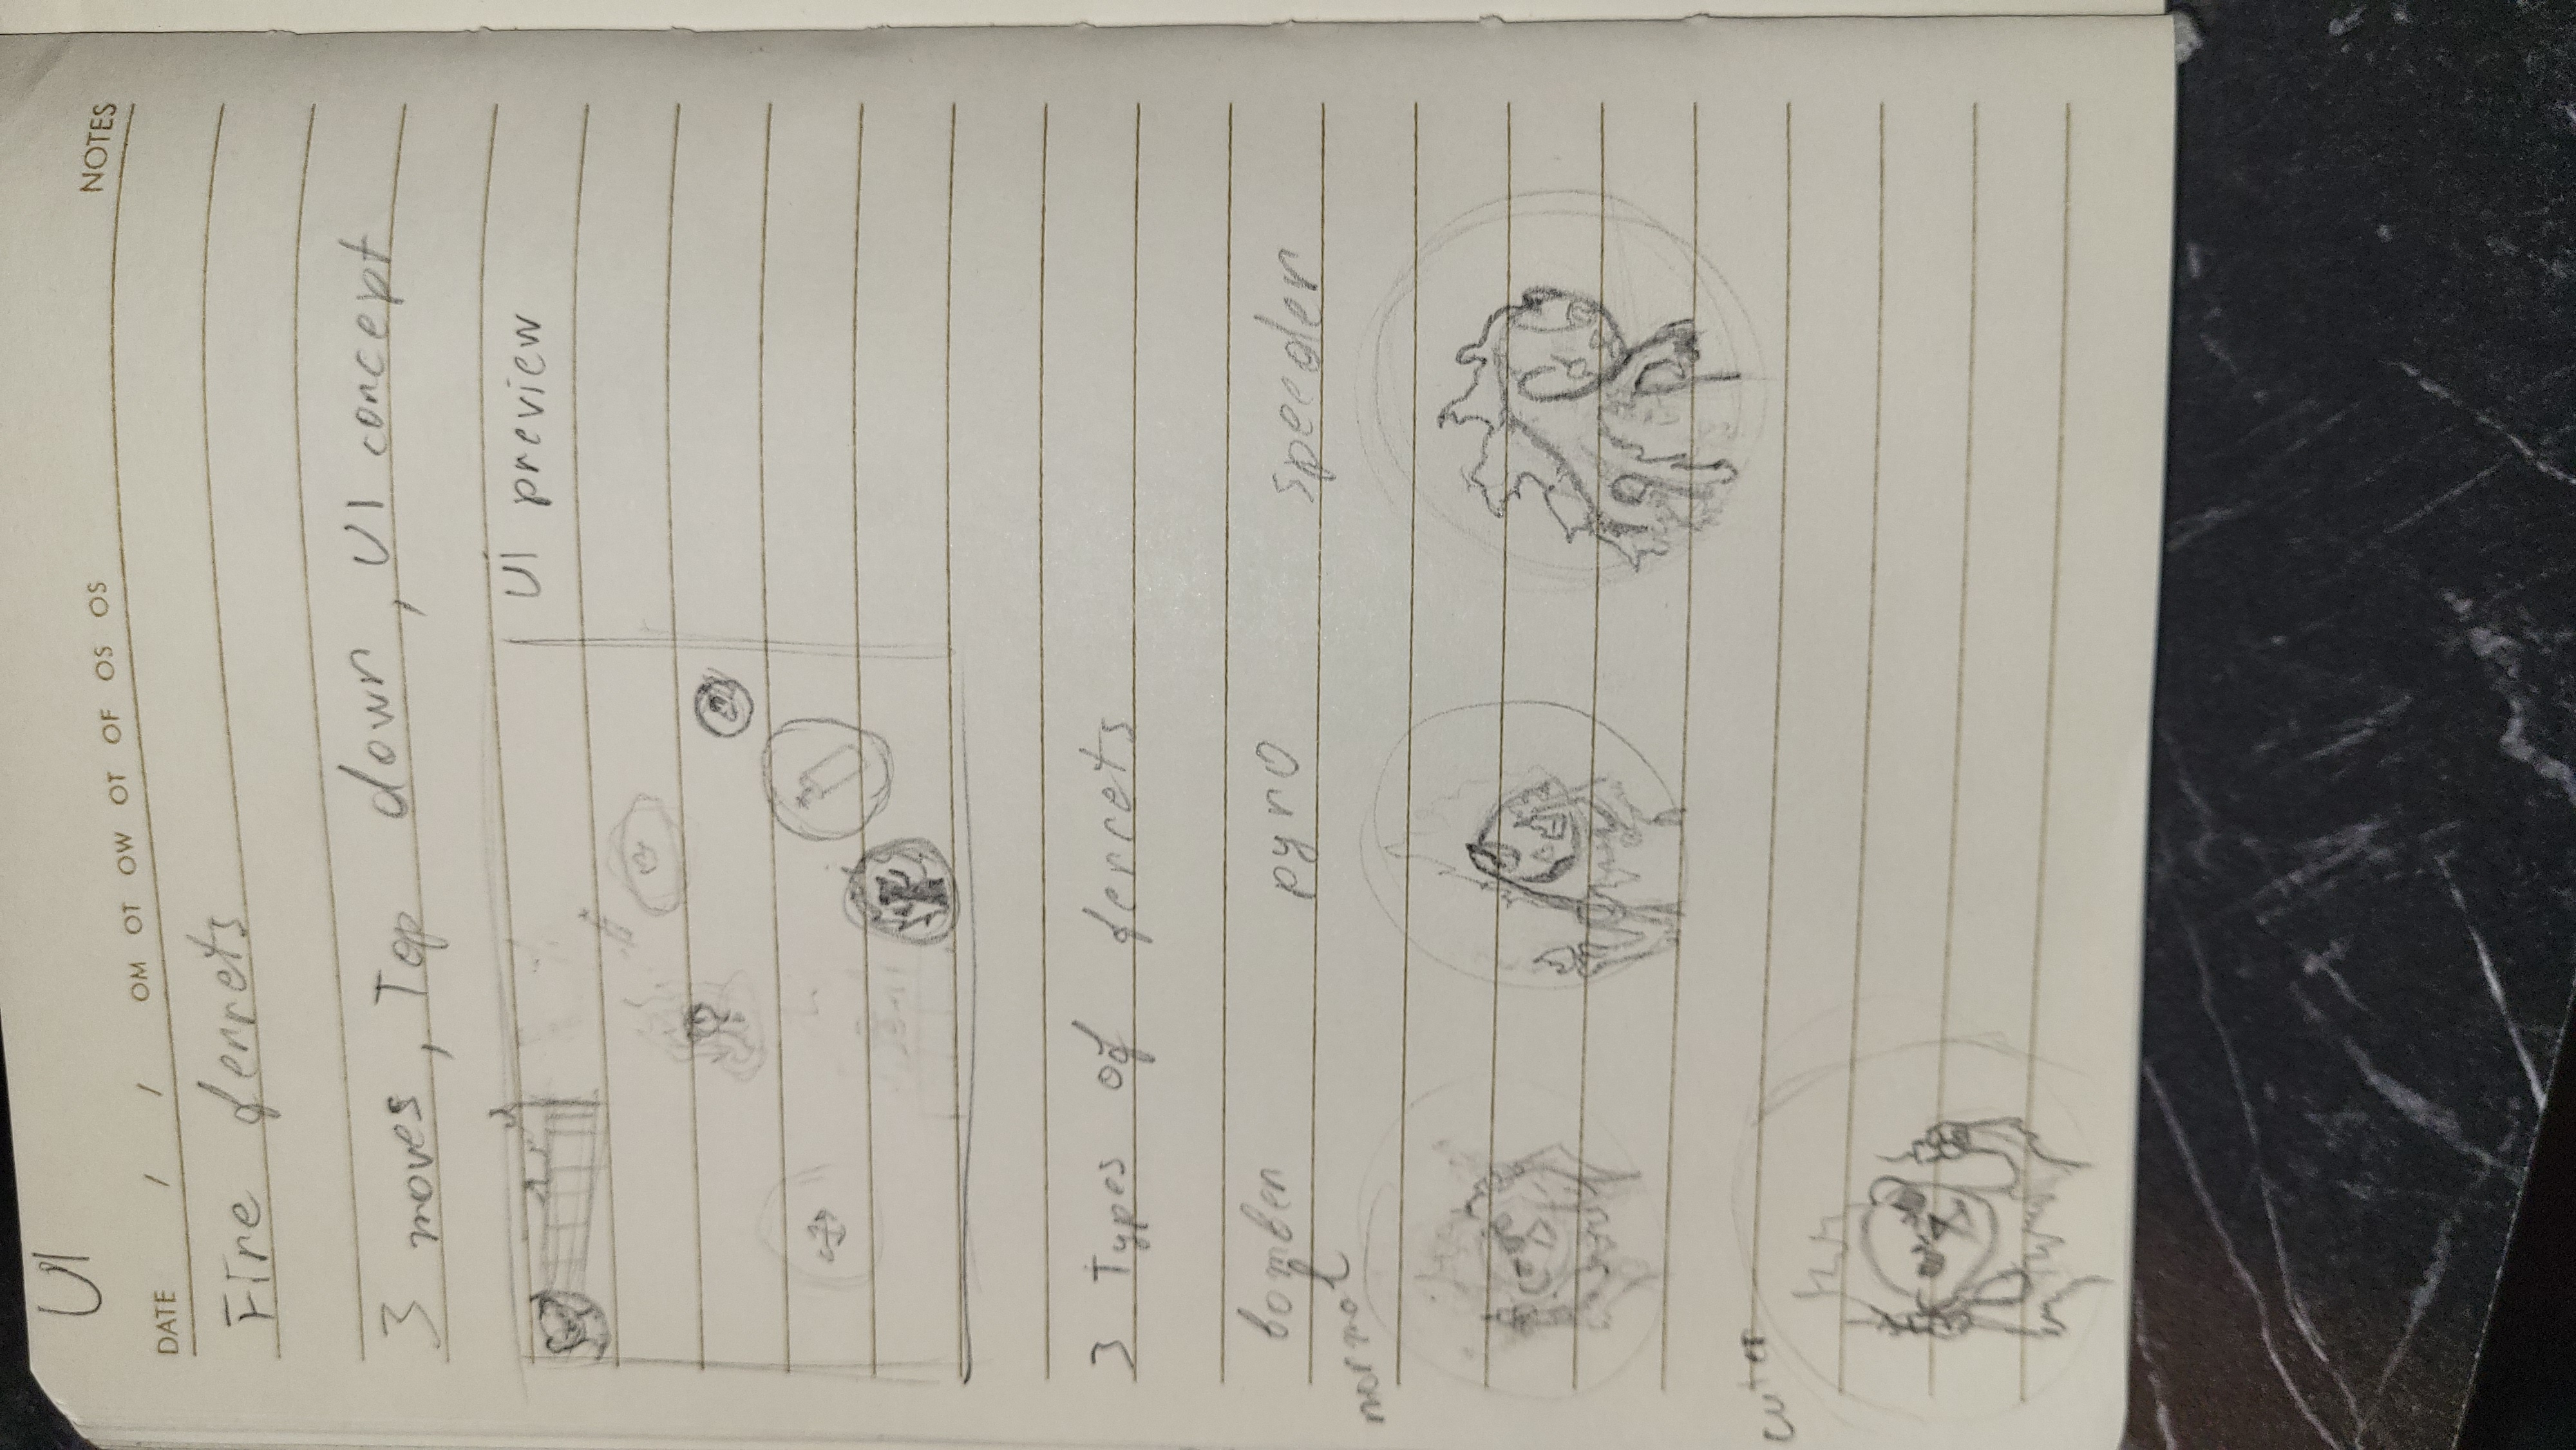 UI
NOTES
DATE / / OM OT OW OT OF OS OS
Fire ferrets
3 moves, Top down, UI concept
UI preview
3 Types of ferrets
bomber pyro speeder
normal
cuter